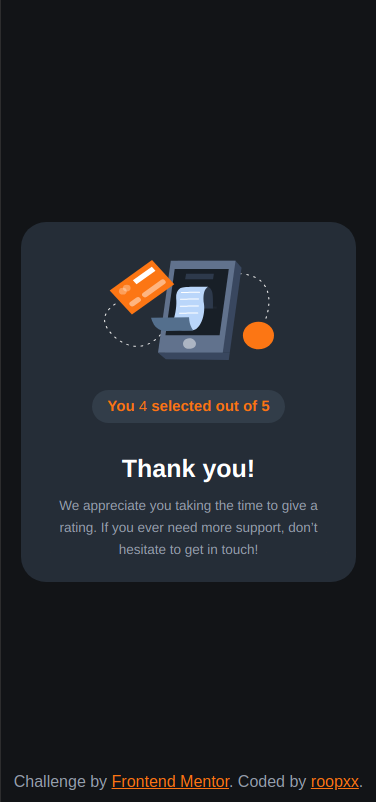 You 4 selected out of 5
Thank you!
We appreciate you taking the time to give a
rating. If you ever need more support, don’t
hesitate to get in touch!
Challenge by Frontend Mentor. Coded by roopxx.